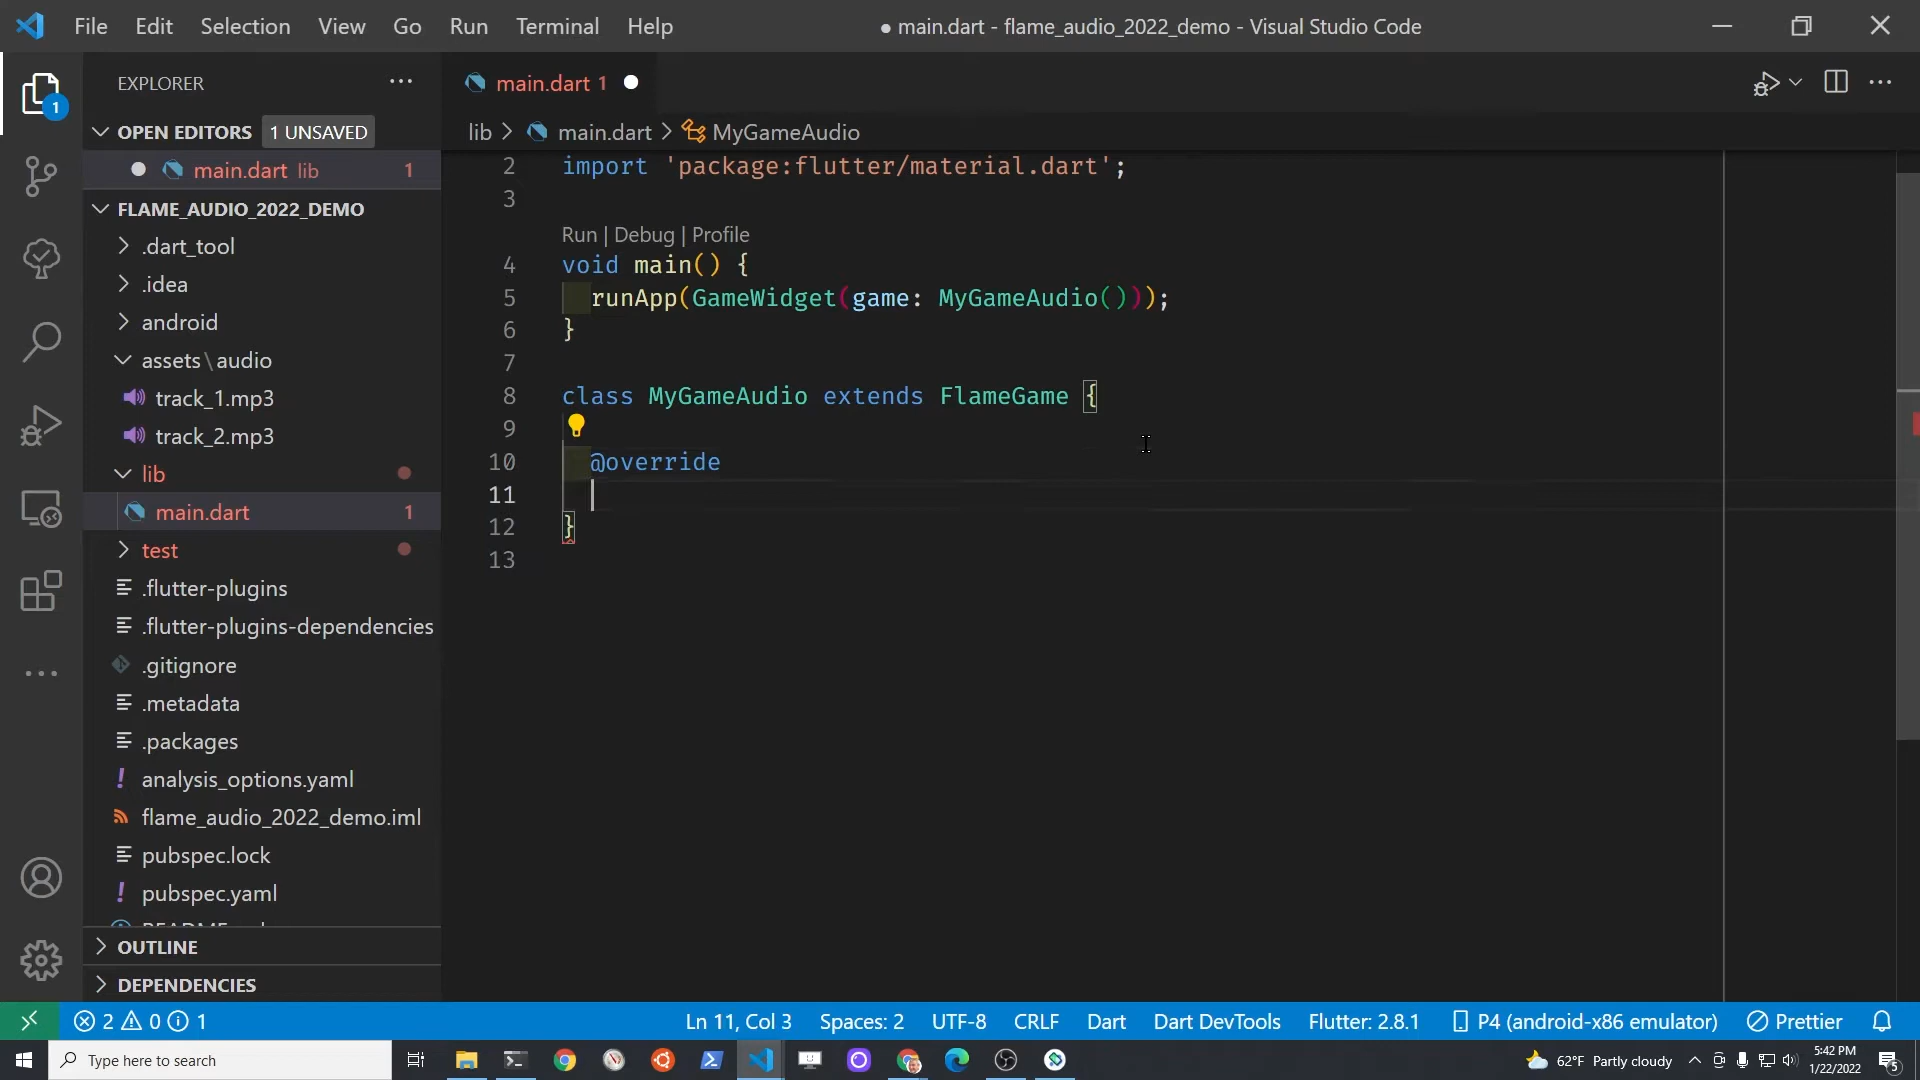 File Edit Selection View Go Run Terminal Help
● main.dart - flame_audio_2022_demo - Visual Studio Code
EXPLORER
1
OPEN EDITORS 1 UNSAVED
main.dart lib 1
FLAME_AUDIO_2022_DEMO
.dart_tool
.idea
android
assets\audio
track_1.mp3
track_2.mp3
lib
main.dart 1
test
.flutter-plugins
.flutter-plugins-dependencies
.gitignore
.metadata
.packages
analysis_options.yaml
flame_audio_2022_demo.iml
pubspec.lock
pubspec.yaml
OUTLINE
DEPENDENCIES
main.dart 1
lib > main.dart > MyGameAudio
2 import 'package:flutter/material.dart';
3
Run | Debug | Profile
4 void main() {
5 runApp(GameWidget(game: MyGameAudio()));
6 }
7
8 class MyGameAudio extends FlameGame {
9
10 @override
11
12 }
13
2 0 1
Ln 11, Col 3 Spaces: 2 UTF-8 CRLF Dart Dart DevTools Flutter: 2.8.1 P4 (android-x86 emulator) Prettier
Type here to search
62°F Partly cloudy
5:42 PM
1/22/2022
5